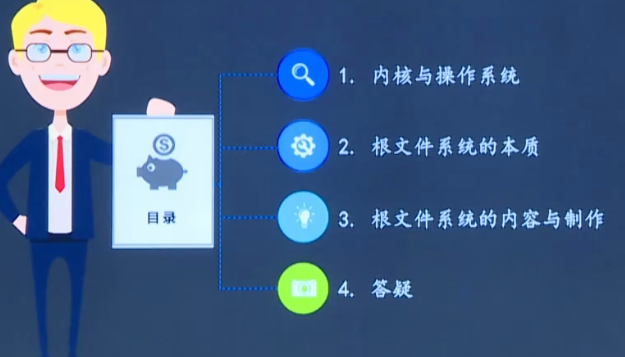 目录
1. 内核与操作系统
2. 根文件系统的本质
3. 根文件系统的内容与制作
4. 答疑